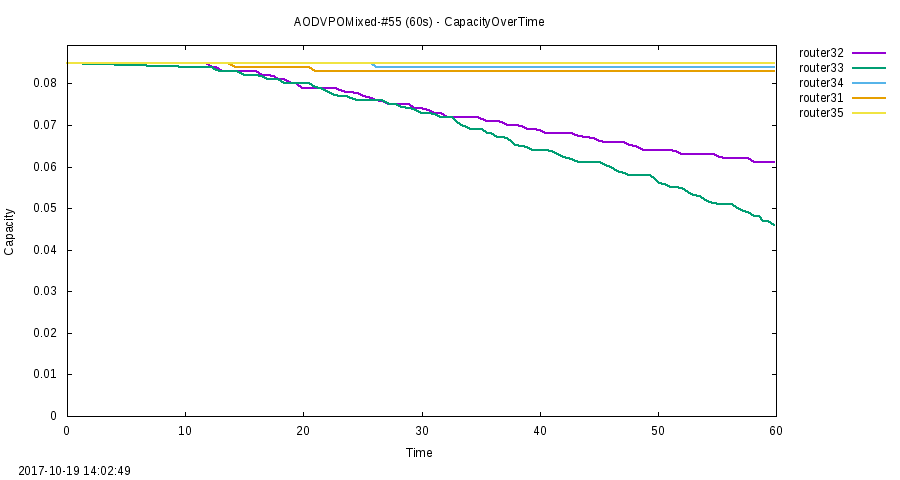 AODVPOMixed-#55 (60s) - CapacityOverTime
router32
router33
router34
router31
router35
0.08
0.07
0.06
0.05
0.04
0.03
0.02
0.01
0
Capacity
0 10 20 30 40 50 60
Time
2017-10-19 14:02:49